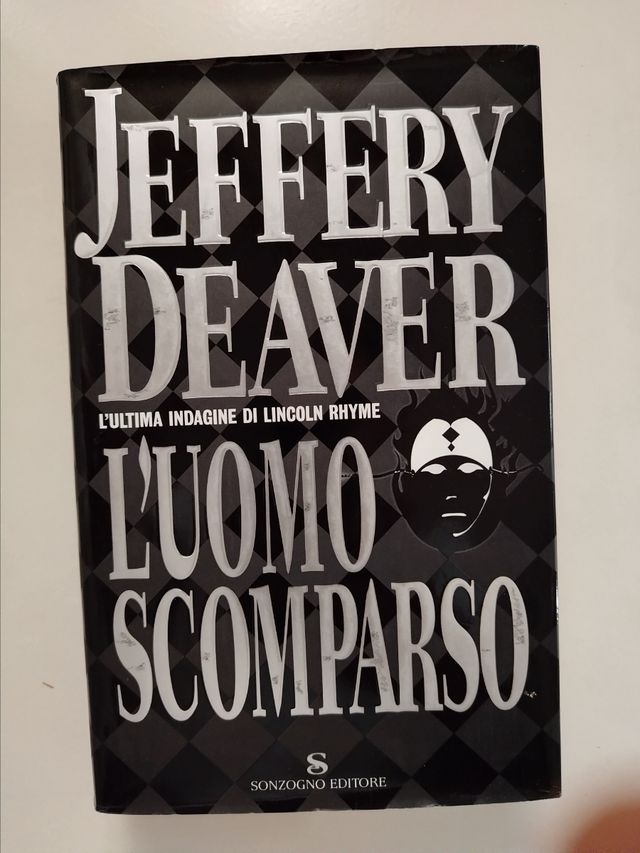 JEFFERY
DEAVER
L'ULTIMA INDAGINE DI LINCOLN RHYME
L'UOMO
SCOMPARSO
S
SONZOGNO EDITORE